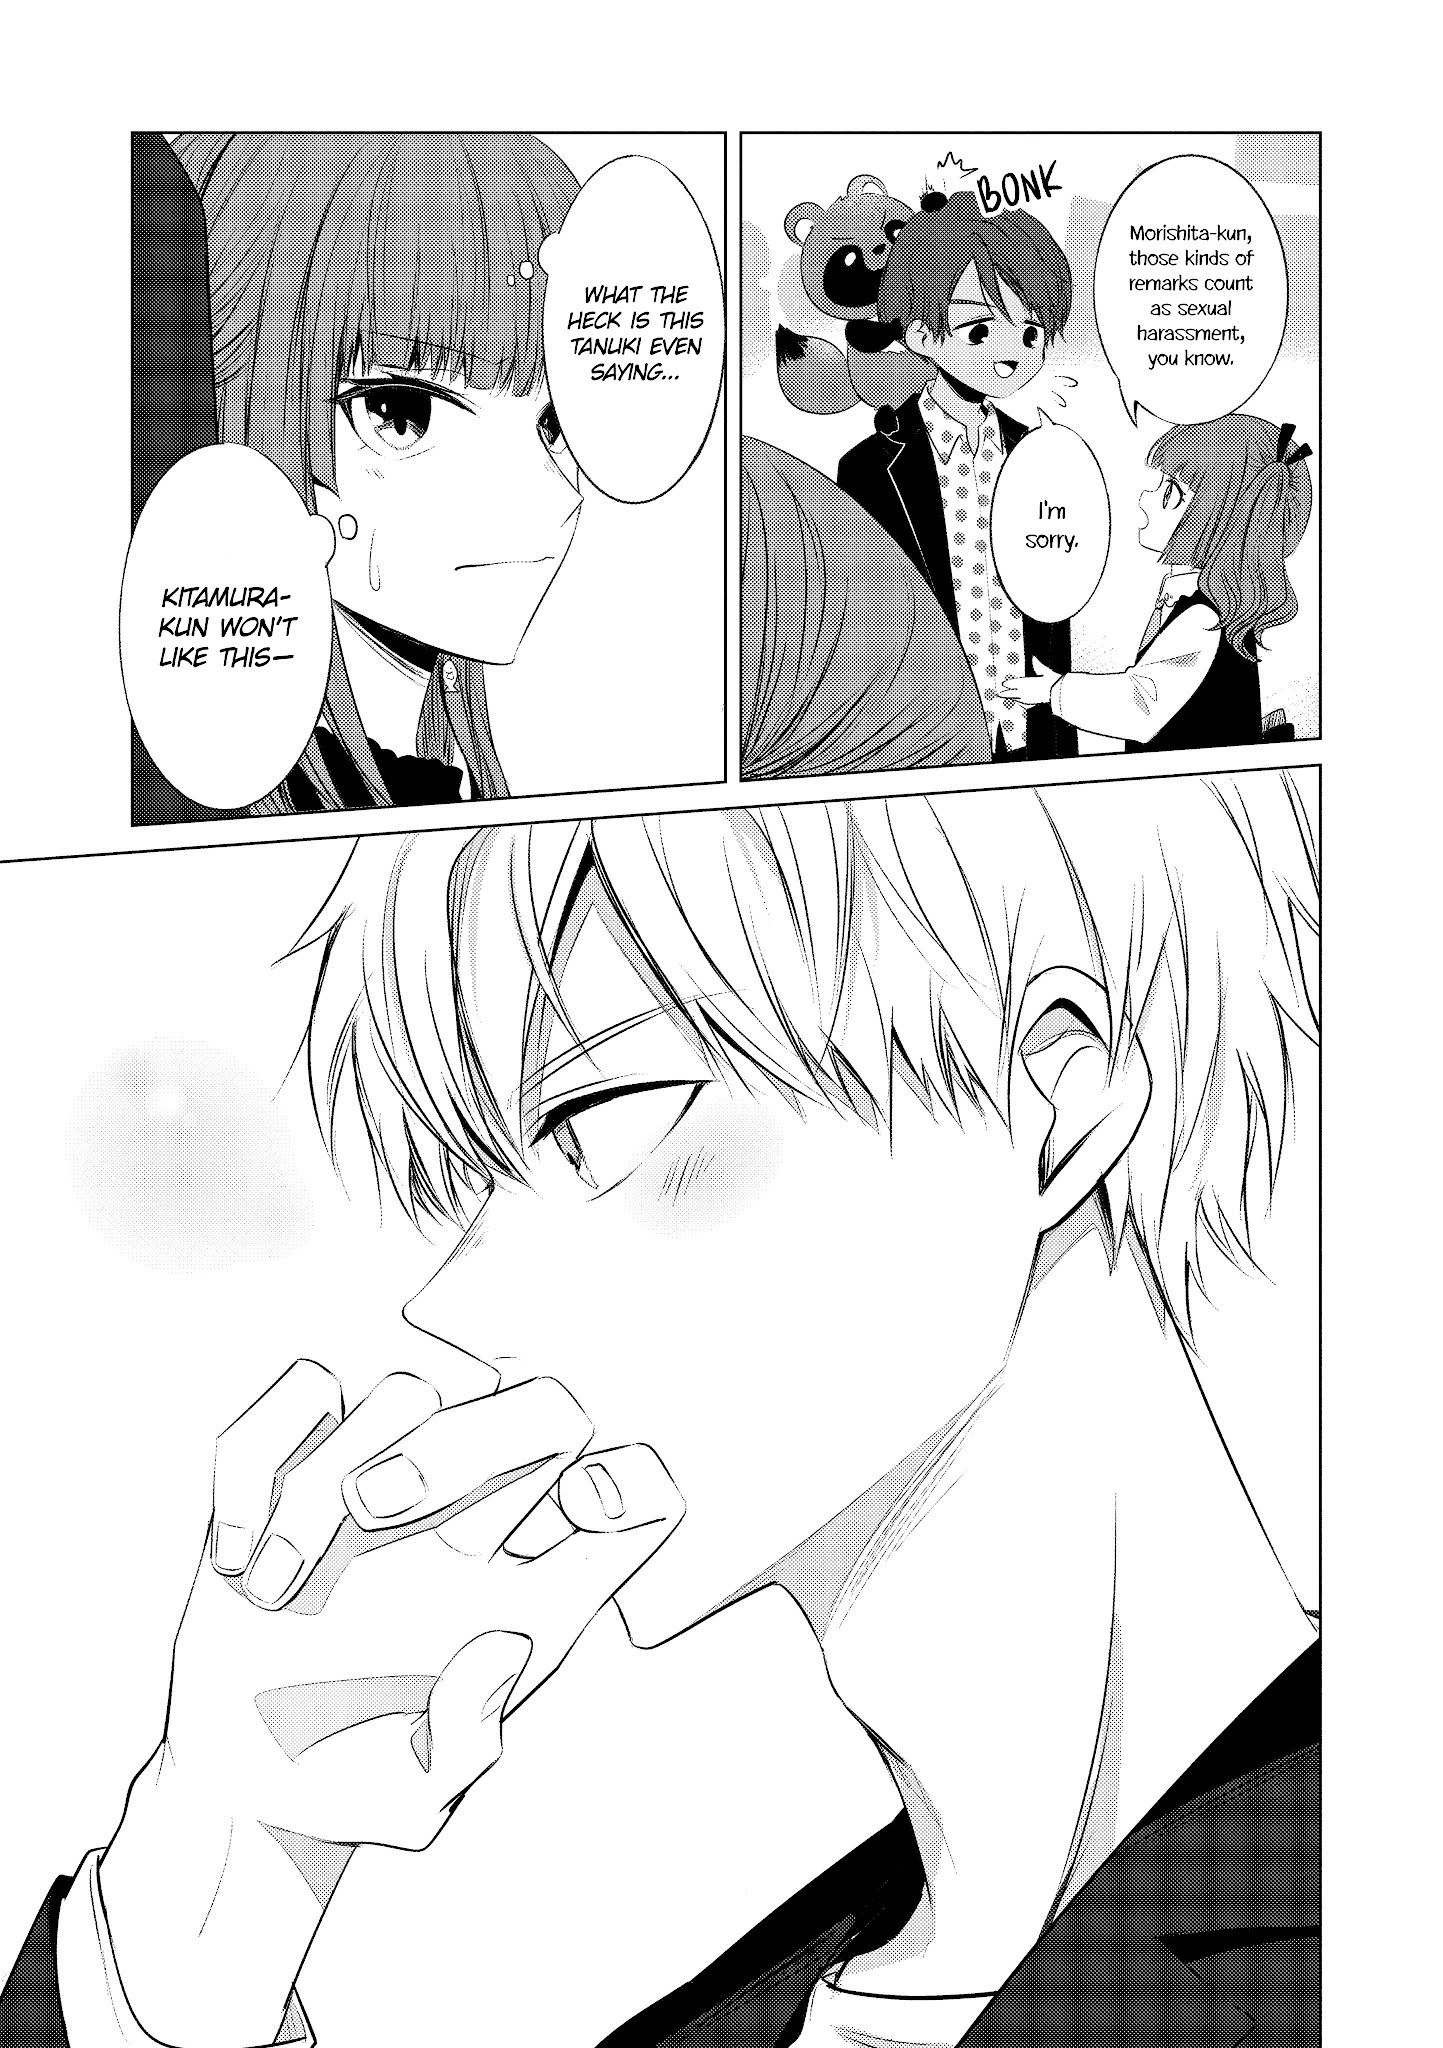 BONK
Morishita-kun,
those kinds of
remarks count
as sexual
harassment,
you know.
I'm
sorry.
WHAT THE
HECK IS THIS
TANUKI EVEN
SAYING...
KITAMURA-
KUN WON'T
LIKE THIS—